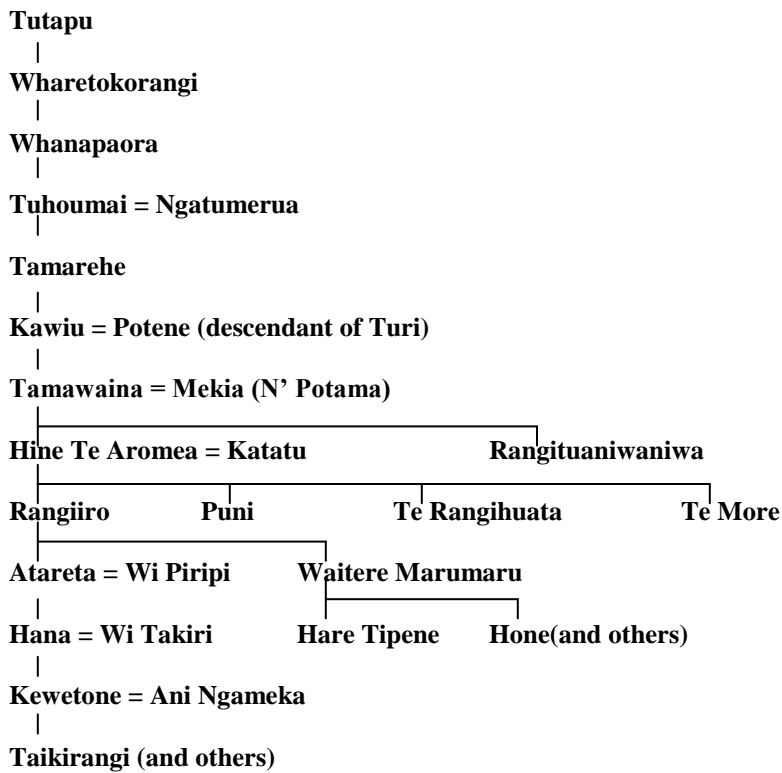 Tutapu
Wharetokorangi
Whanapaora
Tuhoumai = Ngatumerua
Tamarehe
Kawiu = Potene (descendant of Turi)
Tamawaina = Mekia (N’ Potama)
Hine Te Aromea = Katatu Rangituaniwaniwa
Rangiiro Puni Te Rangihuata Te More
Atareta = Wi Piripi Waitere Marumaru
Hana = Wi Takiri Hare Tipene Hone(and others)
Kewetone = Ani Ngameka
Taikirangi (and others)